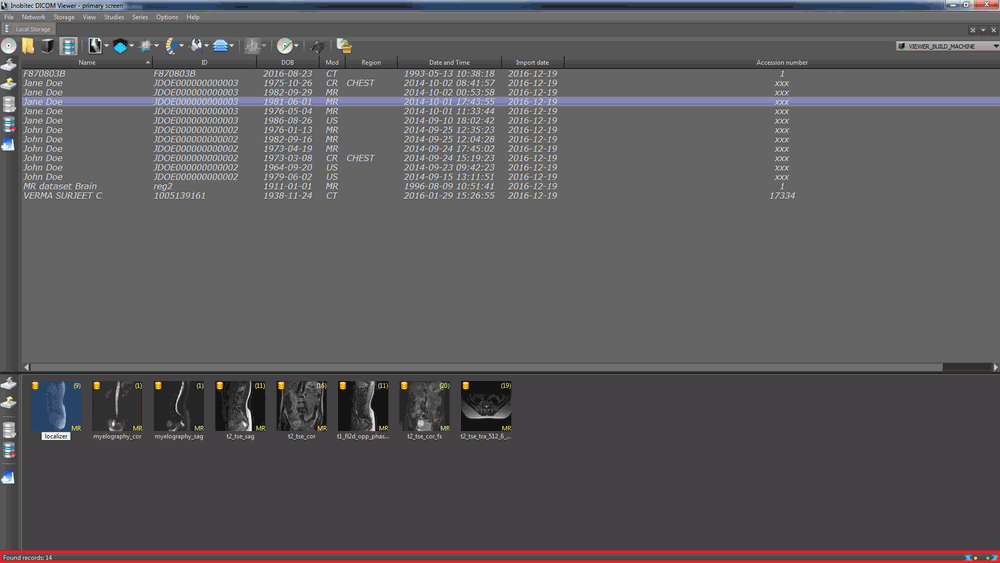 Inobitec DICOM Viewer - primary screen
File Network Storage View Studies Series Options Help
Local Storage
VIEWER_BUILD_MACHINE
Name ID DOB Mod Region Date and Time Import date Accession number
F870803B F870803B 2016-08-23 CT 1993-05-13 10:38:18 2016-12-19 1
Jane Doe JDOE000000000003 1975-10-26 CR CHEST 2014-10-02 08:41:57 2016-12-19 xxx
Jane Doe JDOE000000000003 1982-09-29 MR 2014-10-02 00:53:58 2016-12-19 xxx
Jane Doe JDOE000000000003 1981-06-01 MR 2014-10-01 17:43:55 2016-12-19 xxx
Jane Doe JDOE000000000003 1976-05-04 MR 2014-10-01 11:33:44 2016-12-19 xxx
Jane Doe JDOE000000000003 1986-08-26 US 2014-09-10 18:02:42 2016-12-19 xxx
John Doe JDOE000000000002 1976-01-13 MR 2014-09-25 12:35:23 2016-12-19 xxx
John Doe JDOE000000000002 1982-09-16 MR 2014-09-25 12:04:28 2016-12-19 xxx
John Doe JDOE000000000002 1973-04-19 MR 2014-09-24 17:45:02 2016-12-19 xxx
John Doe JDOE000000000002 1973-03-08 CR CHEST 2014-09-24 15:19:23 2016-12-19 xxx
John Doe JDOE000000000002 1964-09-20 US 2014-09-23 09:42:23 2016-12-19 xxx
John Doe JDOE000000000002 1979-06-02 US 2014-09-15 13:11:51 2016-12-19 xxx
MR dataset Brain reg2 1911-01-01 MR 1996-08-09 10:51:41 2016-12-19 1
VERMA SURJEET C 1005139161 1938-11-24 CT 2016-01-29 15:26:55 2016-12-19 17334
(9) (1) (1) (11) (16) (11) (20) (19)
MR MR MR MR MR MR MR MR
localizer myelography_cor myelography_sag t2_tse_sag t2_tse_cor t1_fl2d_opp_phas... t2_tse_cor_fs t2_tse_tra_512_6_...
Found records: 14